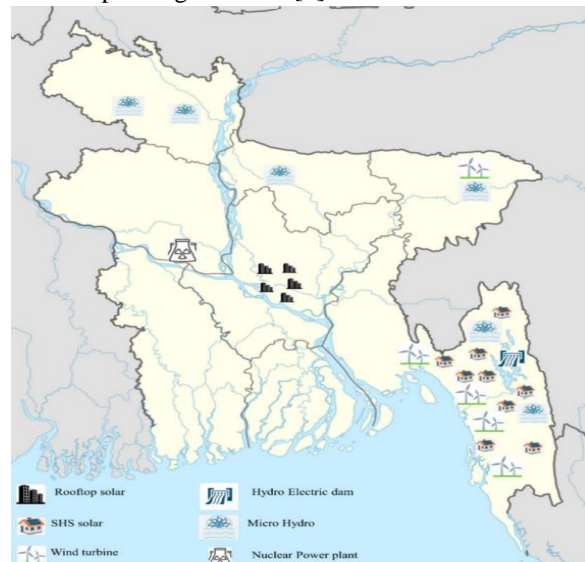 Rooftop solar
Hydro Electric dam
SHS solar
Micro Hydro
Wind turbine
Nuclear Power plant